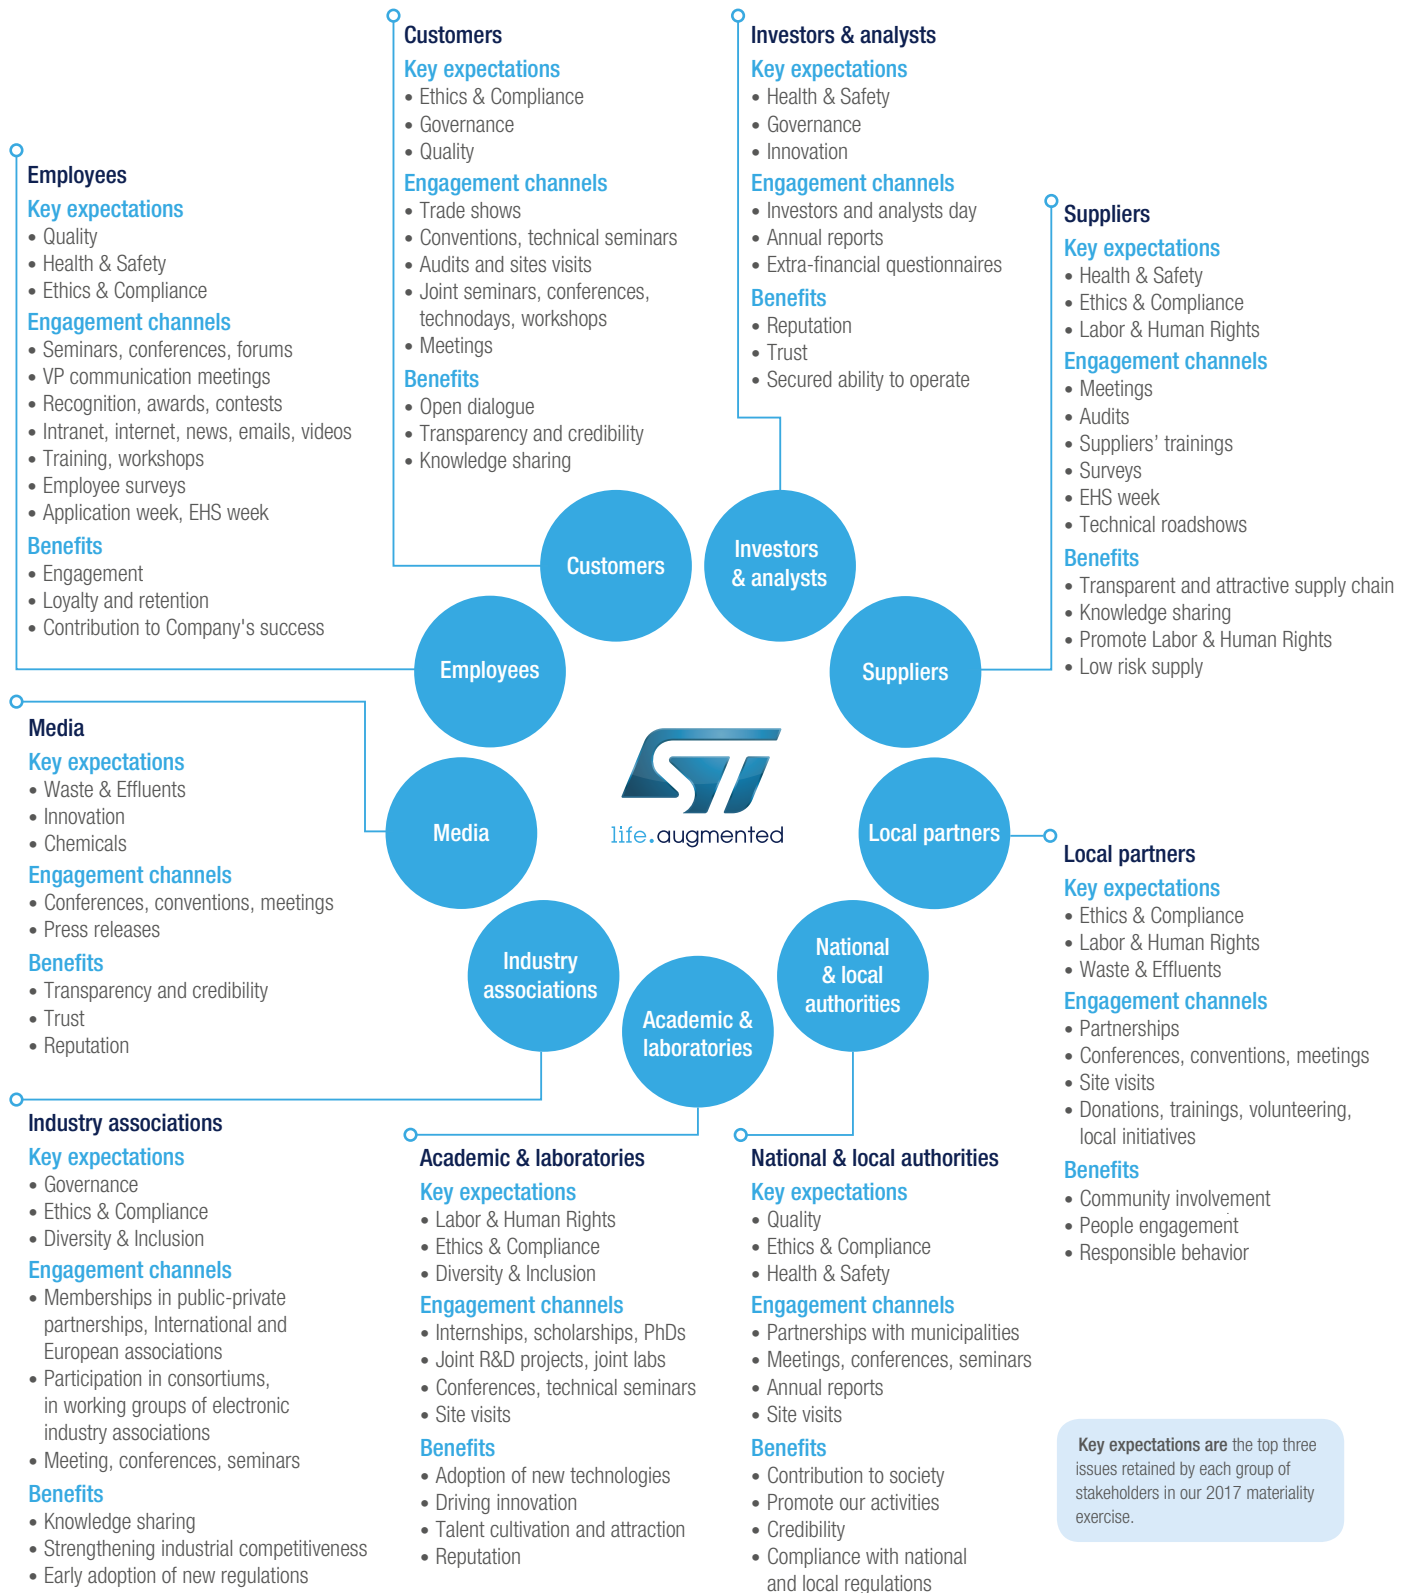 Customers
Key expectations
• Ethics & Compliance
• Governance
• Quality
Engagement channels
• Trade shows
• Conventions, technical seminars
• Audits and sites visits
• Joint seminars, conferences,
technodays, workshops
• Meetings
Benefits
• Open dialogue
• Transparency and credibility
• Knowledge sharing
Investors & analysts
Key expectations
• Health & Safety
• Governance
• Innovation
Engagement channels
• Investors and analysts day
• Annual reports
• Extra-financial questionnaires
Benefits
• Reputation
• Trust
• Secured ability to operate
Employees
Key expectations
• Quality
• Health & Safety
• Ethics & Compliance
Engagement channels
• Seminars, conferences, forums
• VP communication meetings
• Recognition, awards, contests
• Intranet, internet, news, emails, videos
• Training, workshops
• Employee surveys
• Application week, EHS week
Benefits
• Engagement
• Loyalty and retention
• Contribution to Company's success
Suppliers
Key expectations
• Health & Safety
• Ethics & Compliance
• Labor & Human Rights
Engagement channels
• Meetings
• Audits
• Suppliers’ trainings
• Surveys
• EHS week
• Technical roadshows
Benefits
• Transparent and attractive supply chain
• Knowledge sharing
• Promote Labor & Human Rights
• Low risk supply
Customers
Investors
& analysts
Employees
Suppliers
Media
Local partners
Industry
associations
Academic &
laboratories
National
& local
authorities
ST
life.augmented
Media
Key expectations
• Waste & Effluents
• Innovation
• Chemicals
Engagement channels
• Conferences, conventions, meetings
• Press releases
Benefits
• Transparency and credibility
• Trust
• Reputation
Local partners
Key expectations
• Ethics & Compliance
• Labor & Human Rights
• Waste & Effluents
Engagement channels
• Partnerships
• Conferences, conventions, meetings
• Site visits
• Donations, trainings, volunteering,
local initiatives
Benefits
• Community involvement
• People engagement
• Responsible behavior
Industry associations
Key expectations
• Governance
• Ethics & Compliance
• Diversity & Inclusion
Engagement channels
• Memberships in public-private
partnerships, International and
European associations
• Participation in consortiums,
in working groups of electronic
industry associations
• Meeting, conferences, seminars
Benefits
• Knowledge sharing
• Strengthening industrial competitiveness
• Early adoption of new regulations
Academic & laboratories
Key expectations
• Labor & Human Rights
• Ethics & Compliance
• Diversity & Inclusion
Engagement channels
• Internships, scholarships, PhDs
• Joint R&D projects, joint labs
• Conferences, technical seminars
• Site visits
Benefits
• Adoption of new technologies
• Driving innovation
• Talent cultivation and attraction
• Reputation
National & local authorities
Key expectations
• Quality
• Ethics & Compliance
• Health & Safety
Engagement channels
• Partnerships with municipalities
• Meetings, conferences, seminars
• Annual reports
• Site visits
Benefits
• Contribution to society
• Promote our activities
• Credibility
• Compliance with national
and local regulations
Key expectations are the top three
issues retained by each group of
stakeholders in our 2017 materiality
exercise.